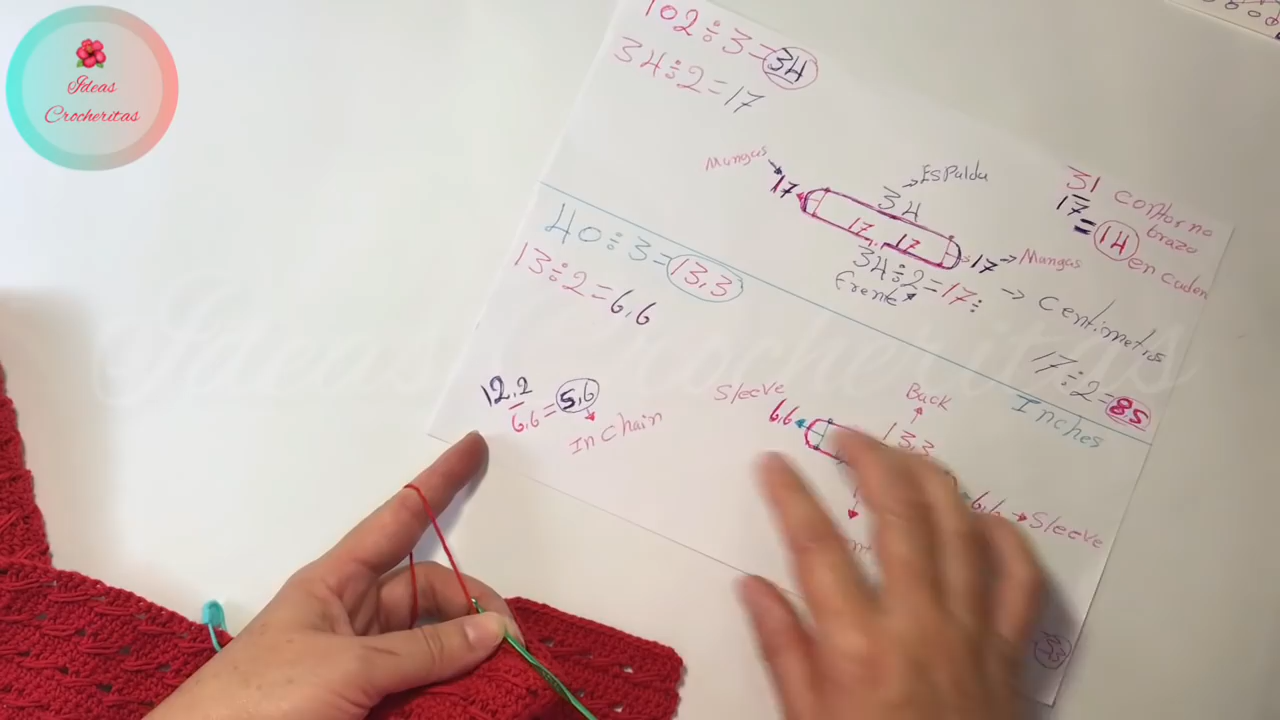 Ideas
Crocheritas
102÷3=34
34÷2=17
Mangas
17
34
Espalda
17
17
17
Mangas
34÷2=17
frente
31 contorno
17
brazo
=14
en caden
Centimetros
17÷2=
8.5
40÷3=13,3
13÷2=6,6
Inches
12,2
6,6=5,6
In Chain
Sleeve
6,6
Back
13,3
6,6
Sleeve
Ideas Crocheritas